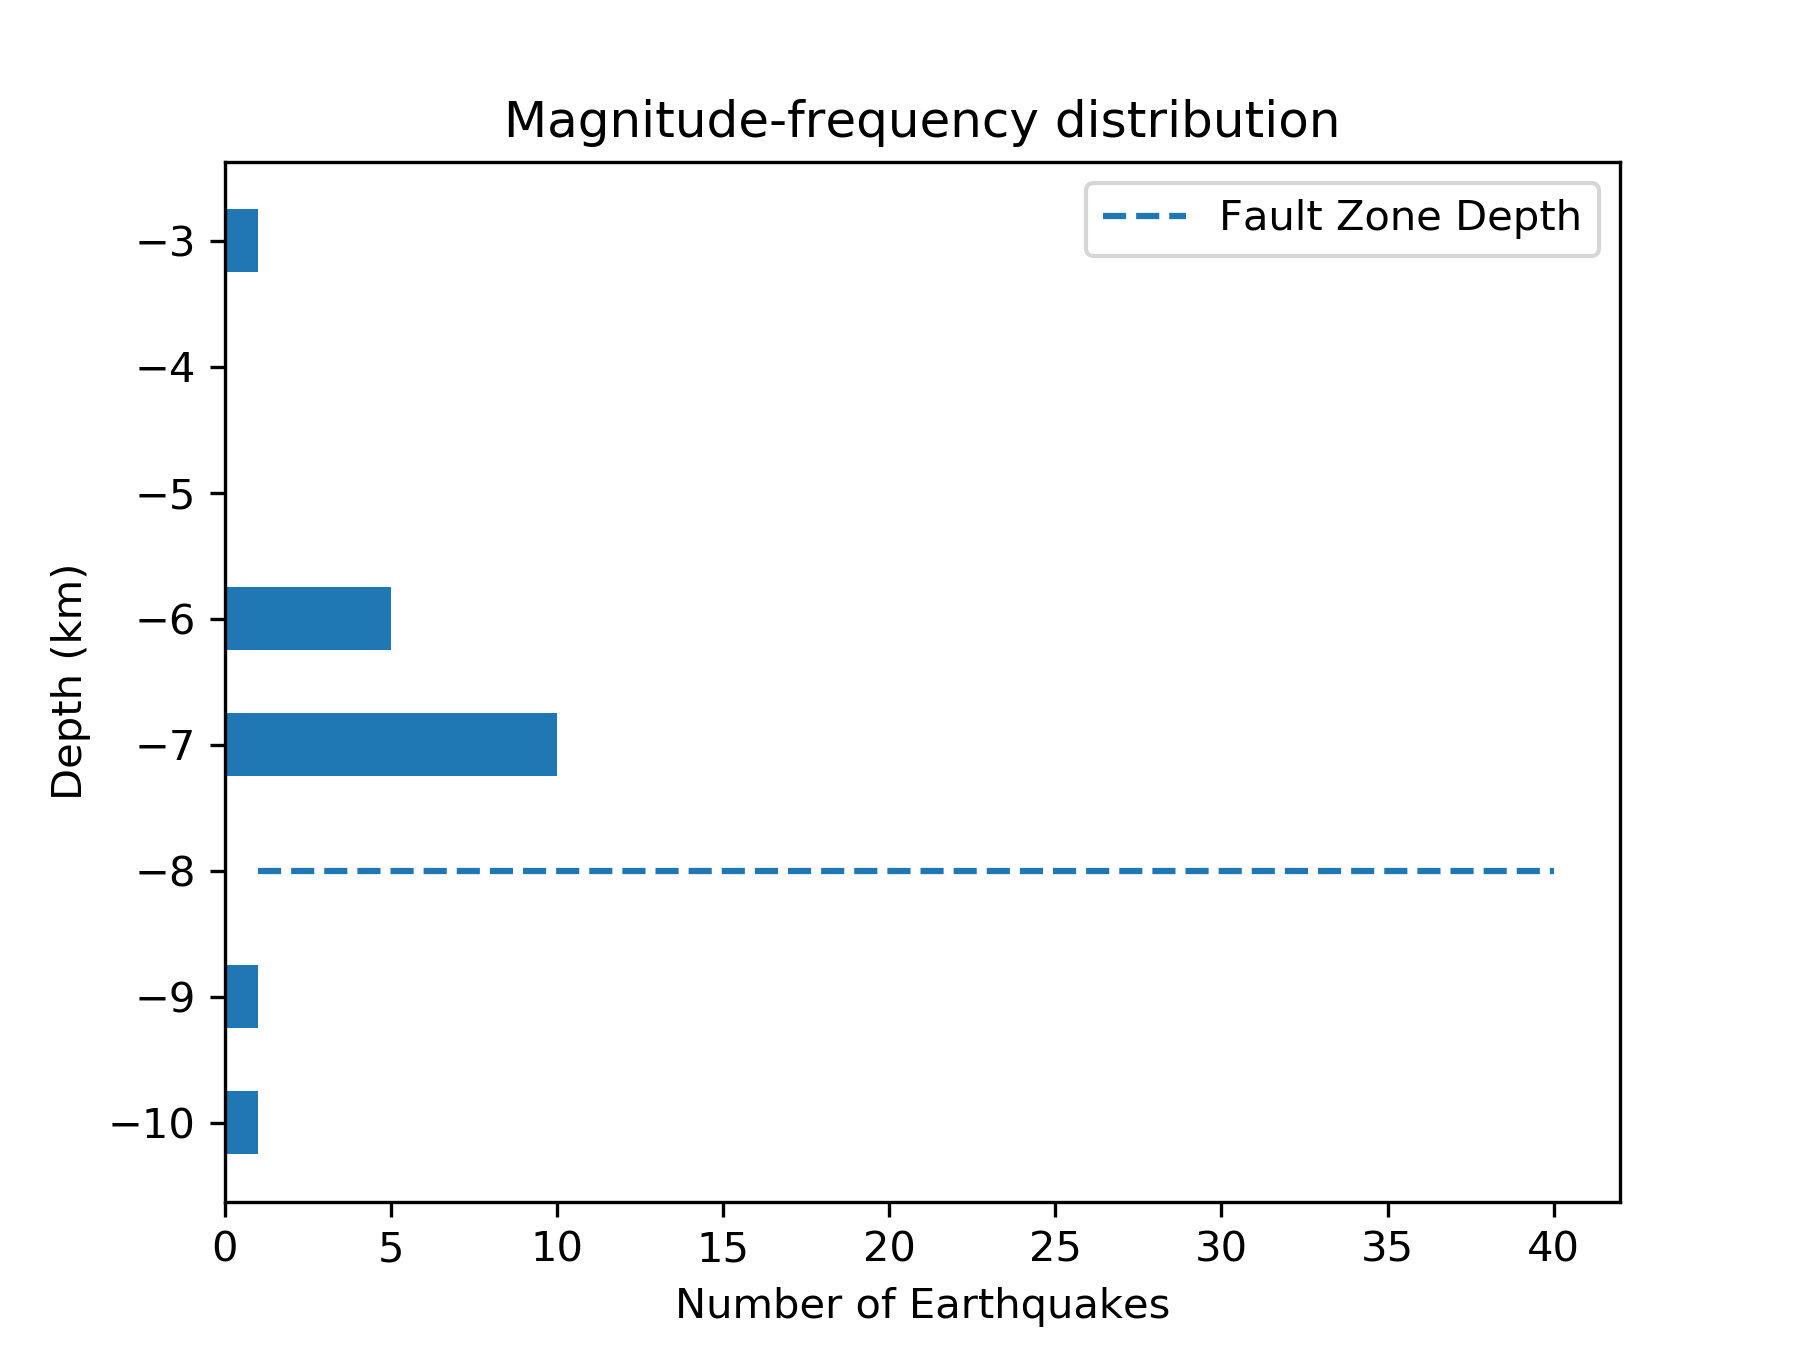 Magnitude-frequency distribution
Fault Zone Depth
−3
−4
−5
−6
−7
−8
−9
−10
Depth (km)
0 5 10 15 20 25 30 35 40
Number of Earthquakes